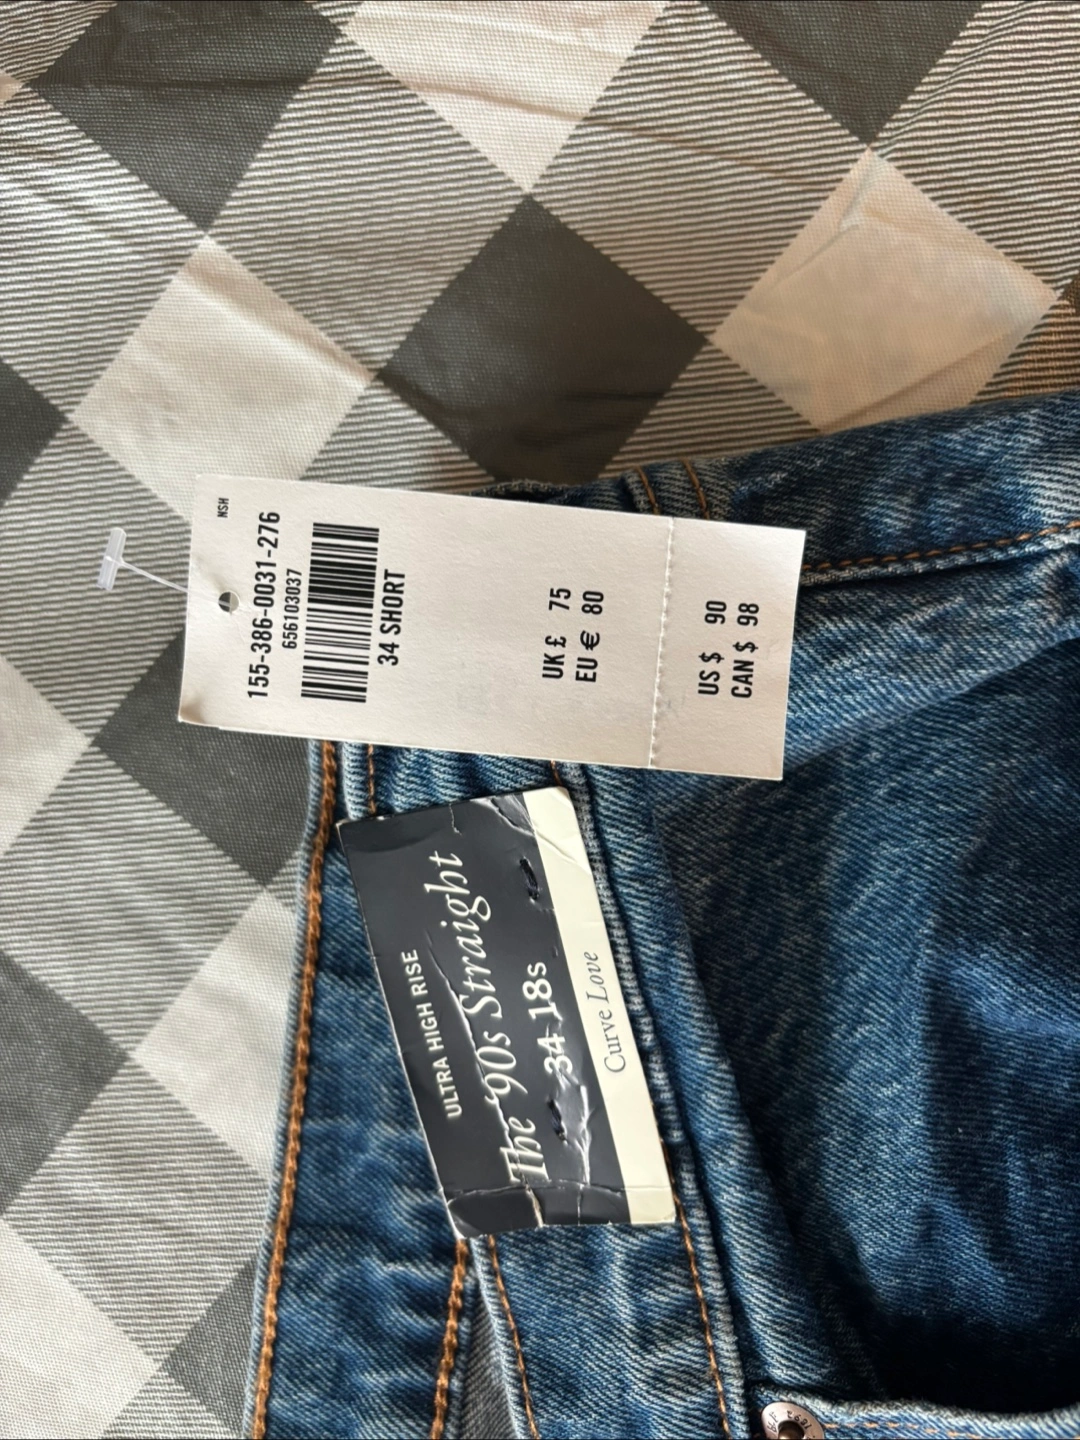 NSH
155-386-0031-276
656103037
34 SHORT
UK £ 75
EU € 80
US $ 90
CAN $ 98
ULTRA HIGH RISE
The '90s Straight
34 18s
Curve Love